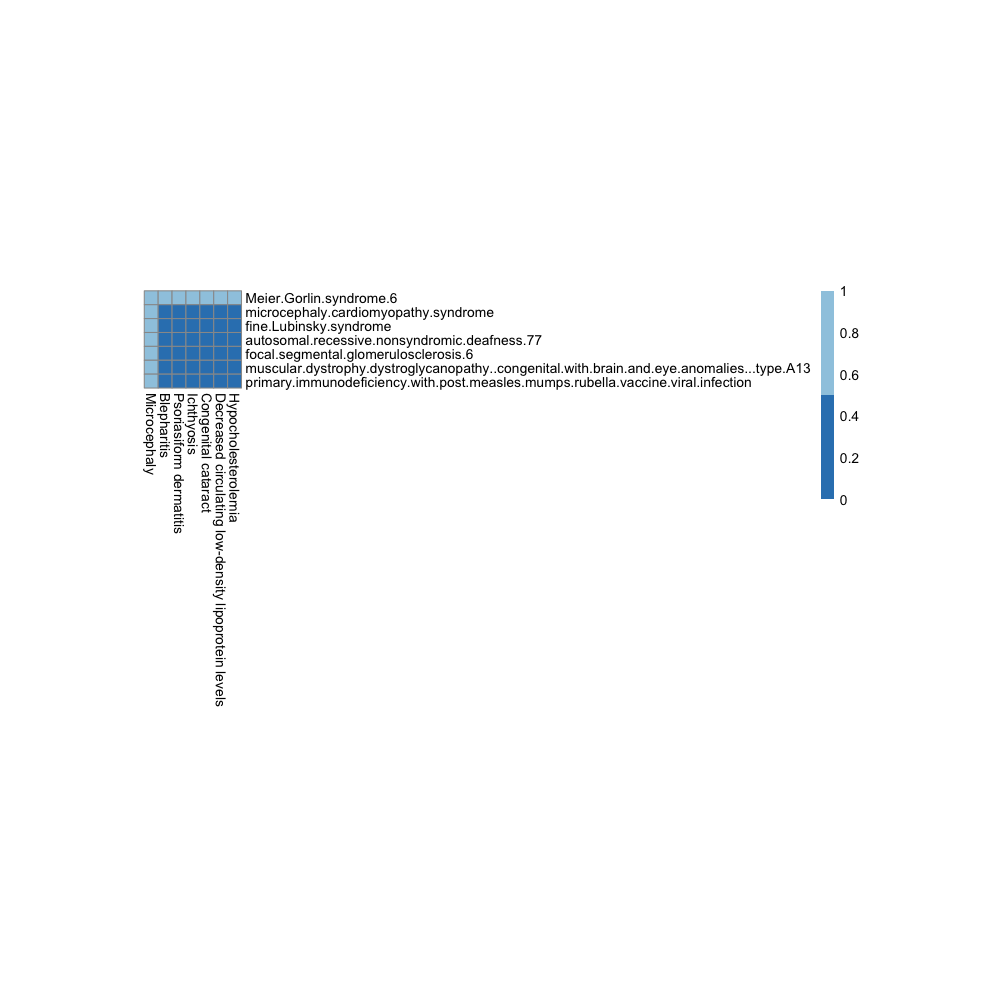 Meier.Gorlin.syndrome.6
microcephaly.cardiomyopathy.syndrome
fine.Lubinsky.syndrome
autosomal.recessive.nonsyndromic.deafness.77
focal.segmental.glomerulosclerosis.6
muscular.dystrophy.dystroglycanopathy..congenital.with.brain.and.eye.anomalies...type.A13
primary.immunodeficiency.with.post.measles.mumps.rubella.vaccine.viral.infection
Microcephaly
Blepharitis
Psoriasiform dermatitis
Ichthyosis
Congenital cataract
Decreased circulating low-density lipoprotein levels
Hypocholesterolemia
1
0.8
0.6
0.4
0.2
0